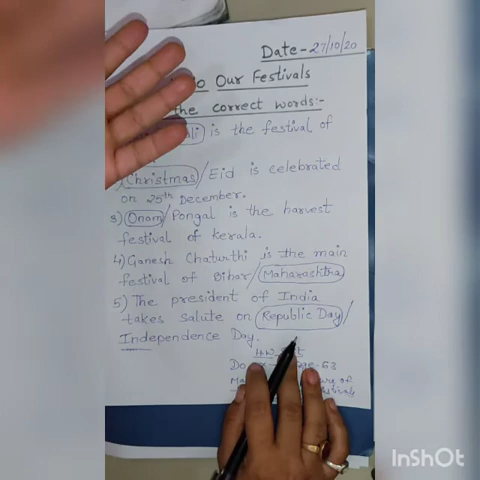 Date-27/10/20
Our Festivals
the correct words:-
is the festival of
Christmas/Eid is celebrated
on 25th December.
3) Onam/Pongal is the harvest
festival of kerala.
4) Ganesh Chaturthi is the main
festival of Bihar/Maharashtra
5) The president of India
takes salute on Republic Day/
Independence Day.
H.W
Do 63
of
InShOt